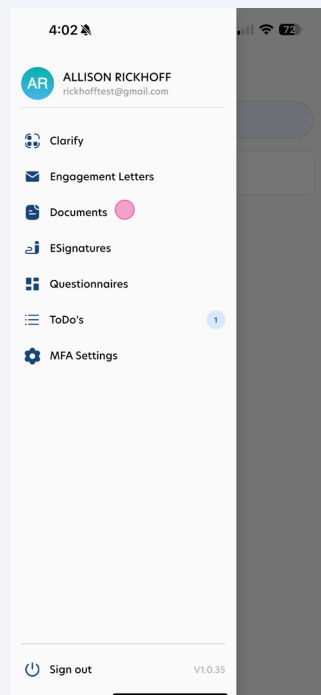 4:02
72
AR
ALLISON RICKHOFF
rickhofftest@gmail.com
Clarify
Engagement Letters
Documents
ESignatures
Questionnaires
ToDo's
1
MFA Settings
Sign out
V1.0.35